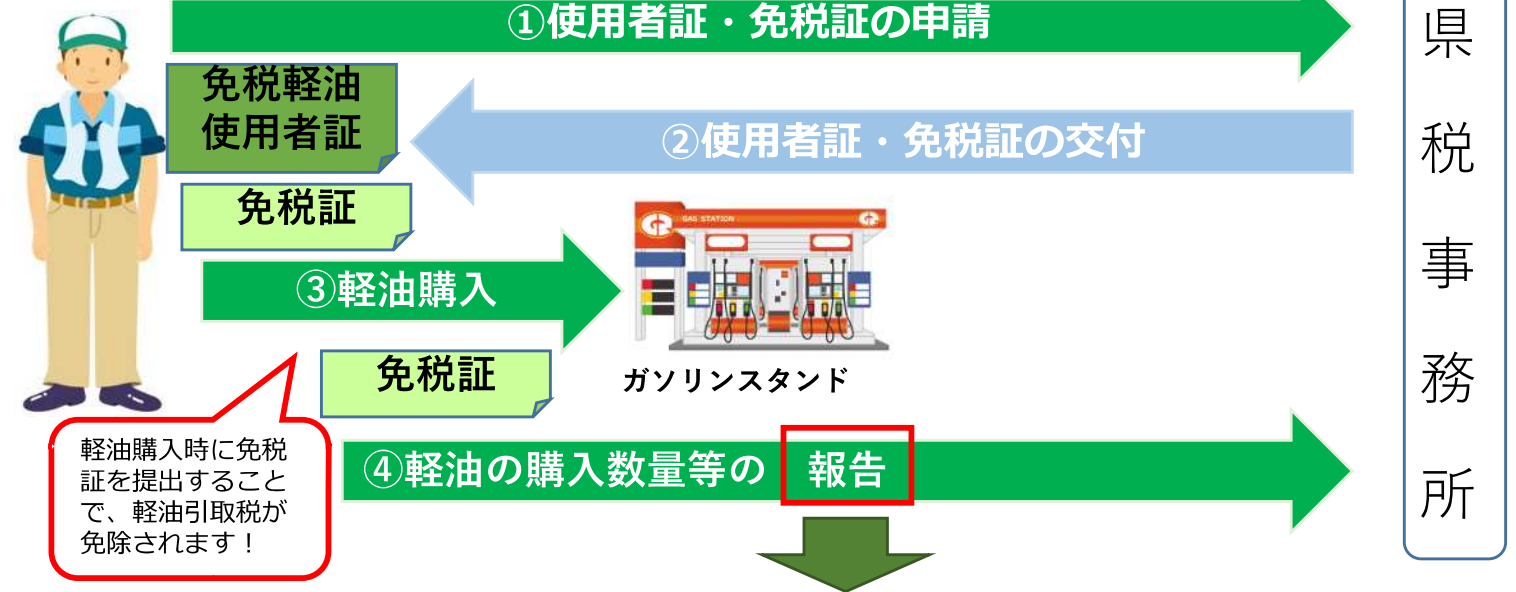 ①使用者証・免税証の申請
免税軽油
使用者証
②使用者証・免税証の交付
免税証
GAS STATION
③軽油購入
免税証
ガソリンスタンド
軽油購入時に免税
証を提出すること
で、軽油引取税が
免除されます！
④軽油の購入数量等の 報告
県税事務所